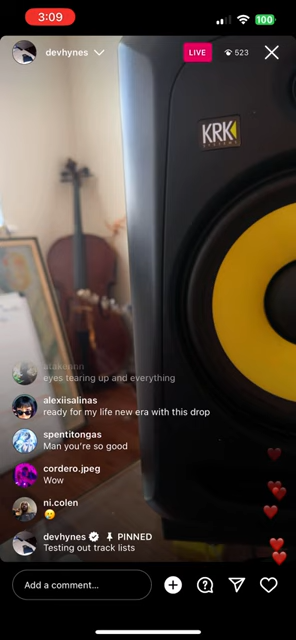 3:09
100
devhynes
LIVE
523
KRK
SYSTEMS
eyes tearing up and everything
alexiisalinas
ready for my life new era with this drop
spentitongas
Man you're so good
cordero.jpeg
Wow
ni.colen
devhynes PINNED
Testing out track lists
Add a comment...